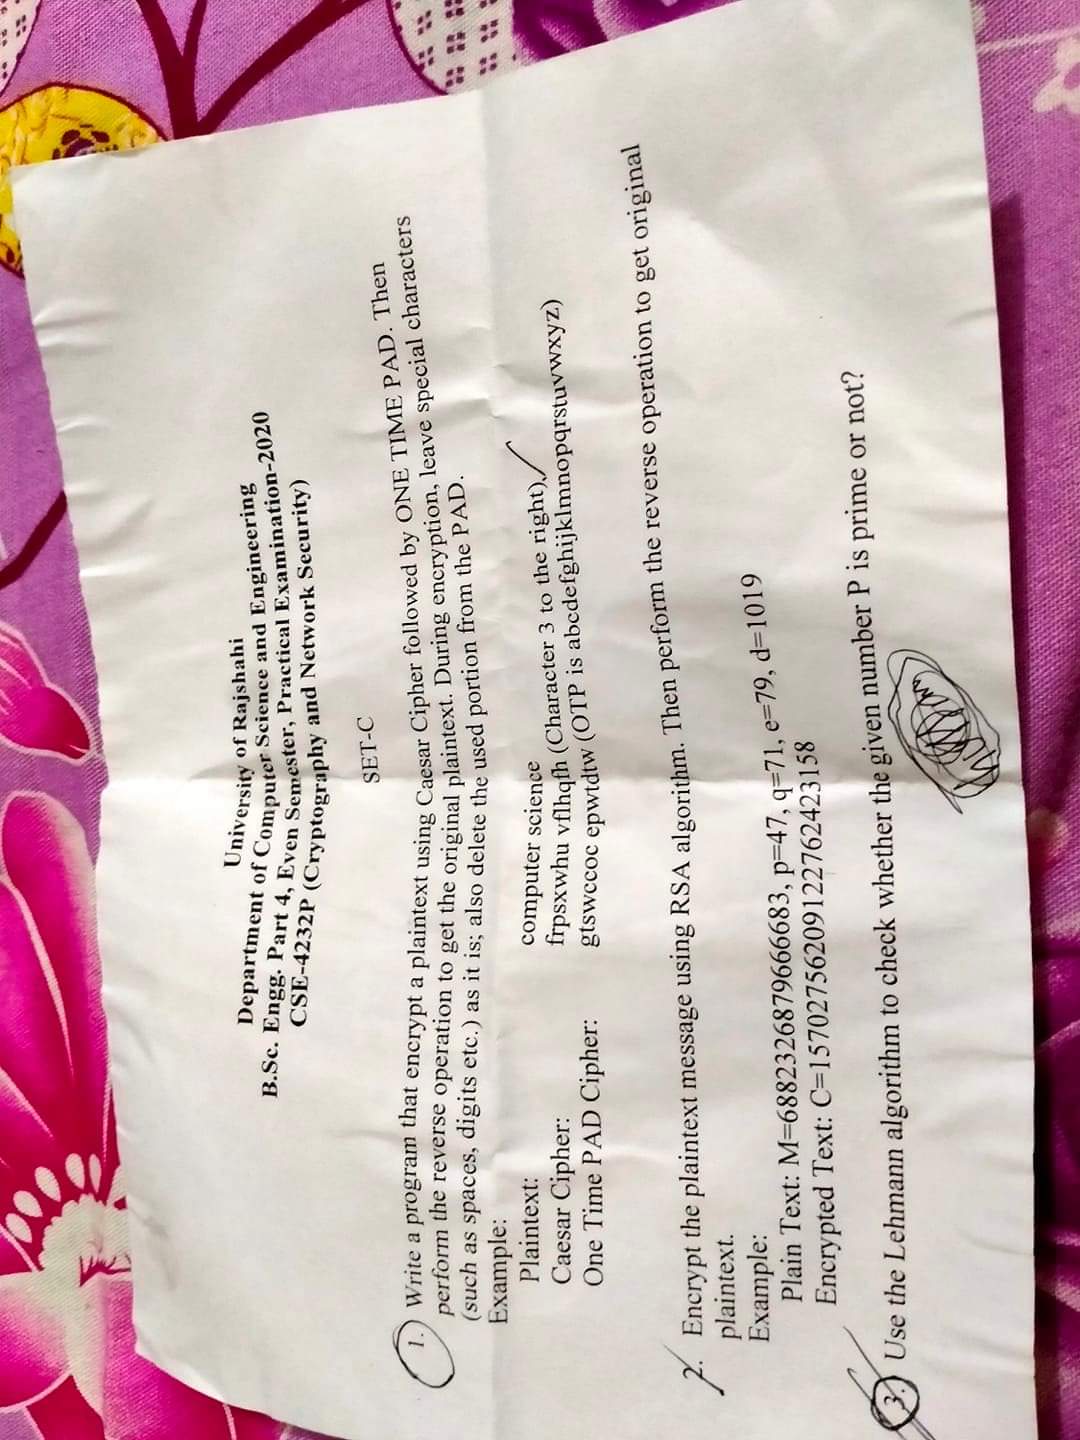 University of Rajshahi
Department of Computer Science and Engineering
B.Sc. Engg. Part 4, Even Semester, Practical Examination-2020
CSE-4232P (Cryptography and Network Security)
SET-C
1. Write a program that encrypt a plaintext using Caesar Cipher followed by ONE TIME PAD. Then
perform the reverse operation to get the original plaintext. During encryption, leave special characters
(such as spaces, digits etc.) as it is; also delete the used portion from the PAD.
Example:
Plaintext: computer science
Caesar Cipher: frpsxwhu vflhqfh (Character 3 to the right)
One Time PAD Cipher: gtswccoc epwtdtw (OTP is abcdefghijklmnopqrstuvwxyz)
2. Encrypt the plaintext message using RSA algorithm. Then perform the reverse operation to get original
plaintext.
Example:
Plain Text: M=6882326879666683, p=47, q=71, e=79, d=1019
Encrypted Text: C=15702756209122762423158
3. Use the Lehmann algorithm to check whether the given number P is prime or not?